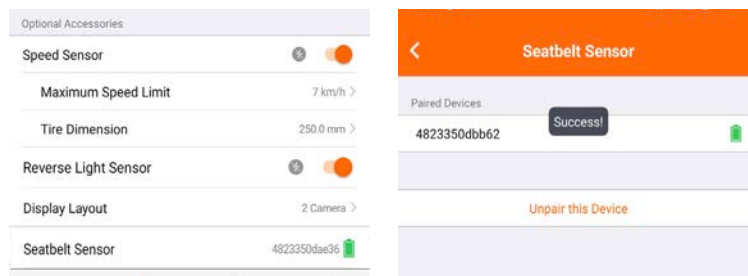 Optional Accessories
Speed Sensor
Maximum Speed Limit 7 km/h >
Tire Dimension 250.0 mm >
Reverse Light Sensor
Display Layout 2 Camera >
Seatbelt Sensor 4823350dae36
Seatbelt Sensor
Paired Devices
4823350dbb62
Success!
Unpair this Device